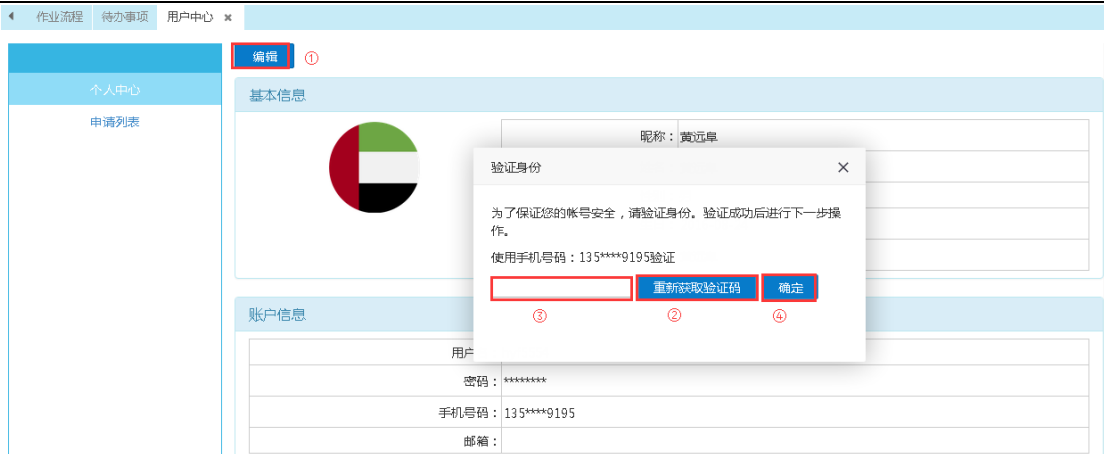 作业流程 待办事项 用户中心 ×
编辑 ①
个人中心
申请列表
基本信息
昵称： 黄远阜
验证身份 ×
为了保证您的帐号安全，请验证身份。验证成功后进行下一步操
作。
使用手机号码：135****9195验证
重新获取验证码 确定
③ ② ④
账户信息
用户
密码： ********
手机号码： 135****9195
邮箱：